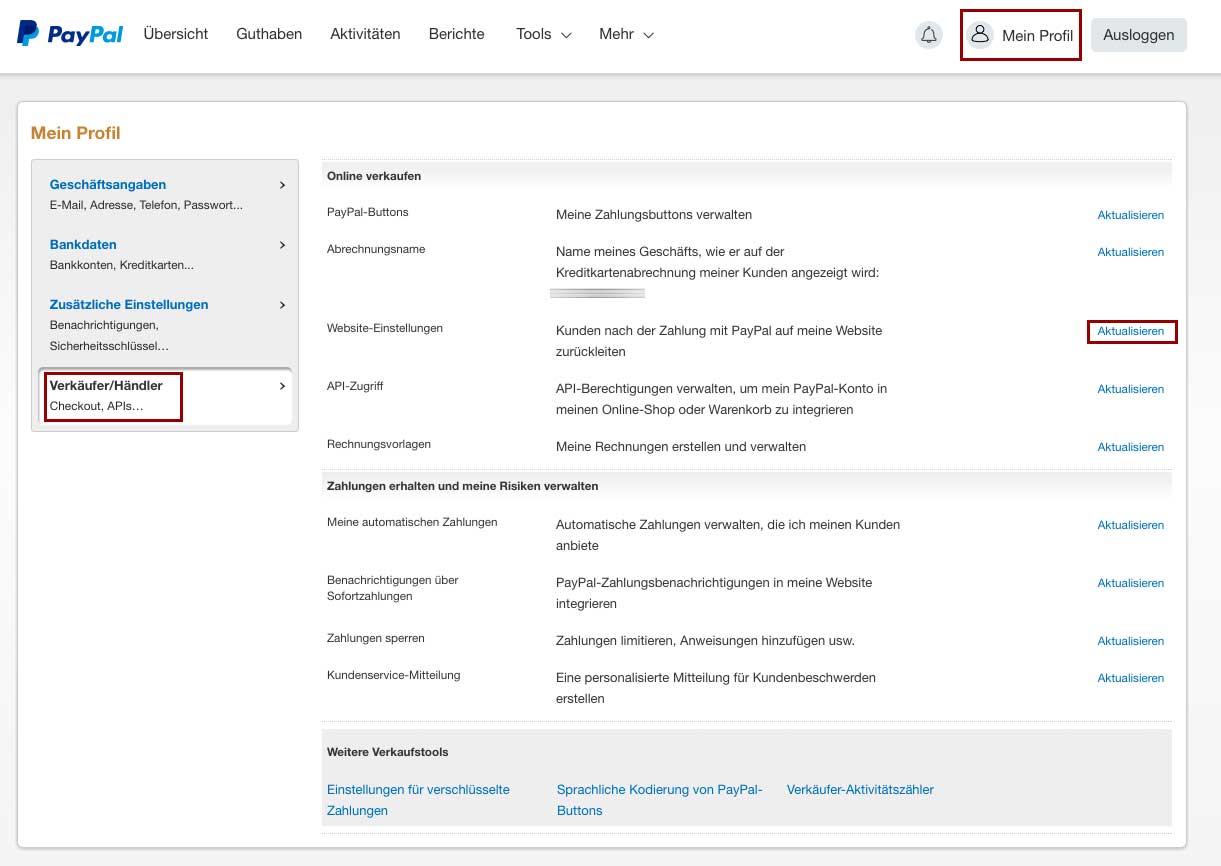 PayPal Übersicht Guthaben Aktivitäten Berichte Tools Mehr Mein Profil Ausloggen
Mein Profil
Geschäftsangaben
E-Mail, Adresse, Telefon, Passwort...
Bankdaten
Bankkonten, Kreditkarten...
Zusätzliche Einstellungen
Benachrichtigungen,
Sicherheitsschlüssel...
Verkäufer/Händler
Checkout, APIs...
Online verkaufen
PayPal-Buttons Meine Zahlungsbuttons verwalten Aktualisieren
Abrechnungsname Name meines Geschäfts, wie er auf der Aktualisieren
Kreditkartenabrechnung meiner Kunden angezeigt wird:
Website-Einstellungen Kunden nach der Zahlung mit PayPal auf meine Website Aktualisieren
zurückleiten
API-Zugriff API-Berechtigungen verwalten, um mein PayPal-Konto in Aktualisieren
meinen Online-Shop oder Warenkorb zu integrieren
Rechnungsvorlagen Meine Rechnungen erstellen und verwalten Aktualisieren
Zahlungen erhalten und meine Risiken verwalten
Meine automatischen Zahlungen Automatische Zahlungen verwalten, die ich meinen Kunden Aktualisieren
anbiete
Benachrichtigungen über PayPal-Zahlungsbenachrichtigungen in meine Website Aktualisieren
Sofortzahlungen integrieren
Zahlungen sperren Zahlungen limitieren, Anweisungen hinzufügen usw. Aktualisieren
Kundenservice-Mitteilung Eine personalisierte Mitteilung für Kundenbeschwerden Aktualisieren
erstellen
Weitere Verkaufstools
Einstellungen für verschlüsselte Sprachliche Kodierung von PayPal- Verkäufer-Aktivitätszähler
Zahlungen Buttons